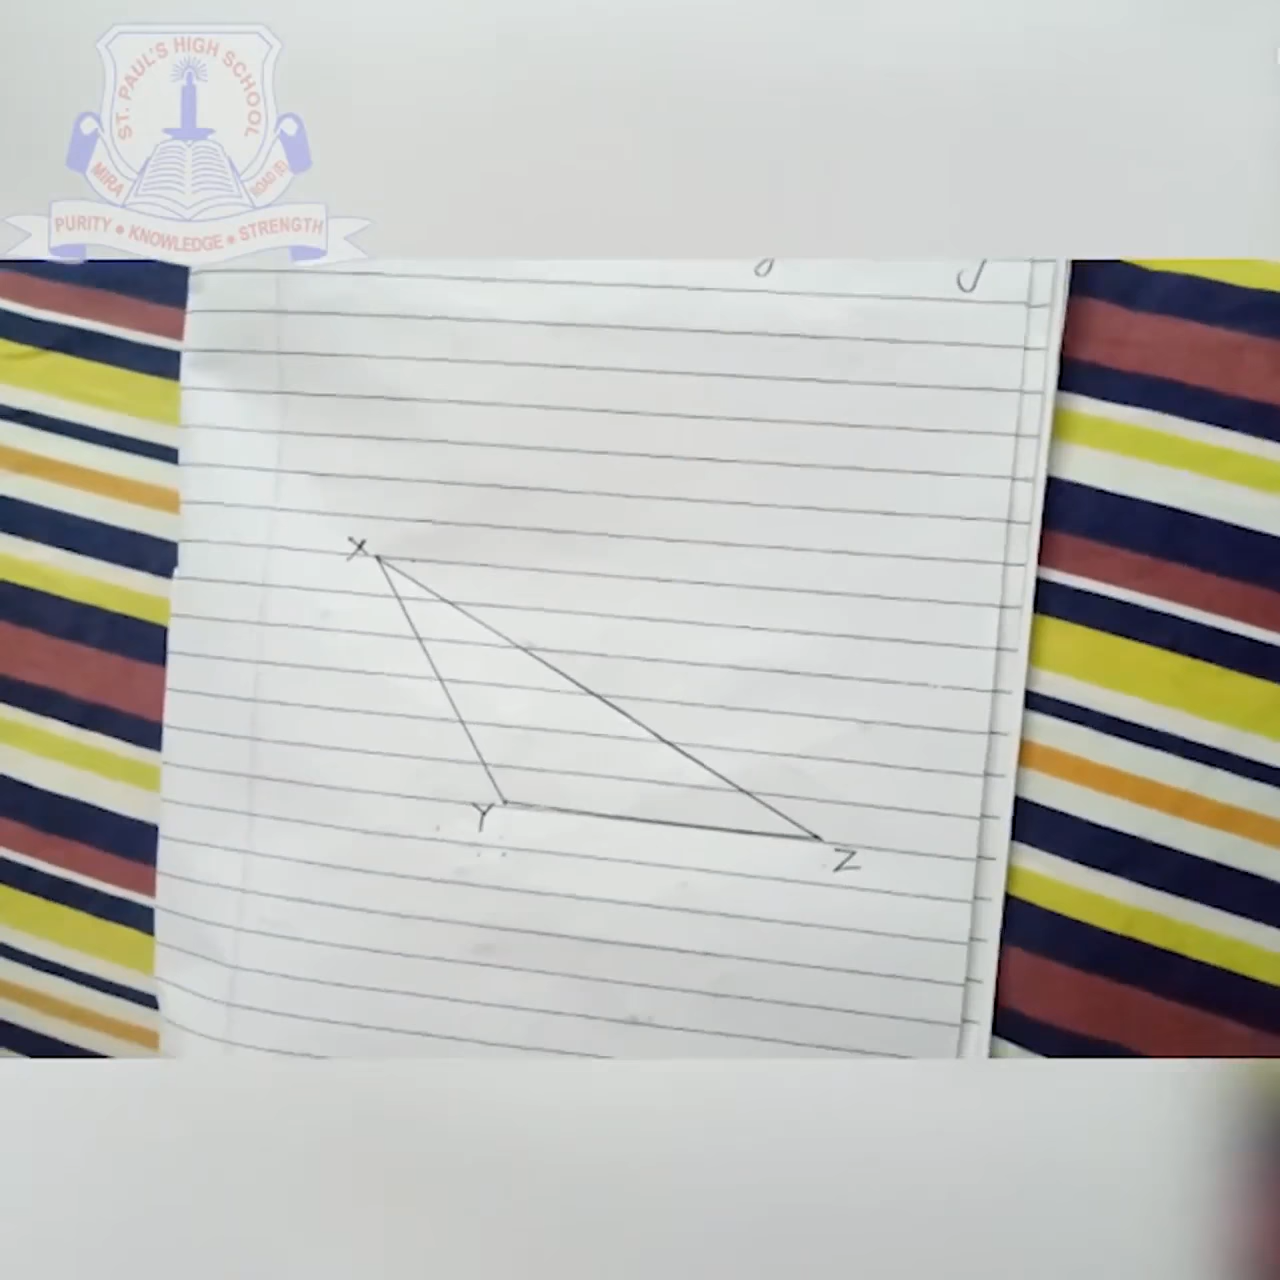 ST. PAUL'S HIGH SCHOOL
MIRA ROAD (E)
PURITY • KNOWLEDGE • STRENGTH
X
Y
Z